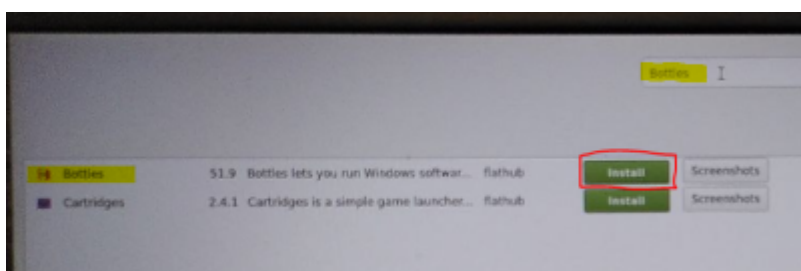 Bottles
Bottles 51.9 Bottles lets you run Windows softwar... flathub Install Screenshots
Cartridges 2.4.1 Cartridges is a simple game launcher... flathub Install Screenshots